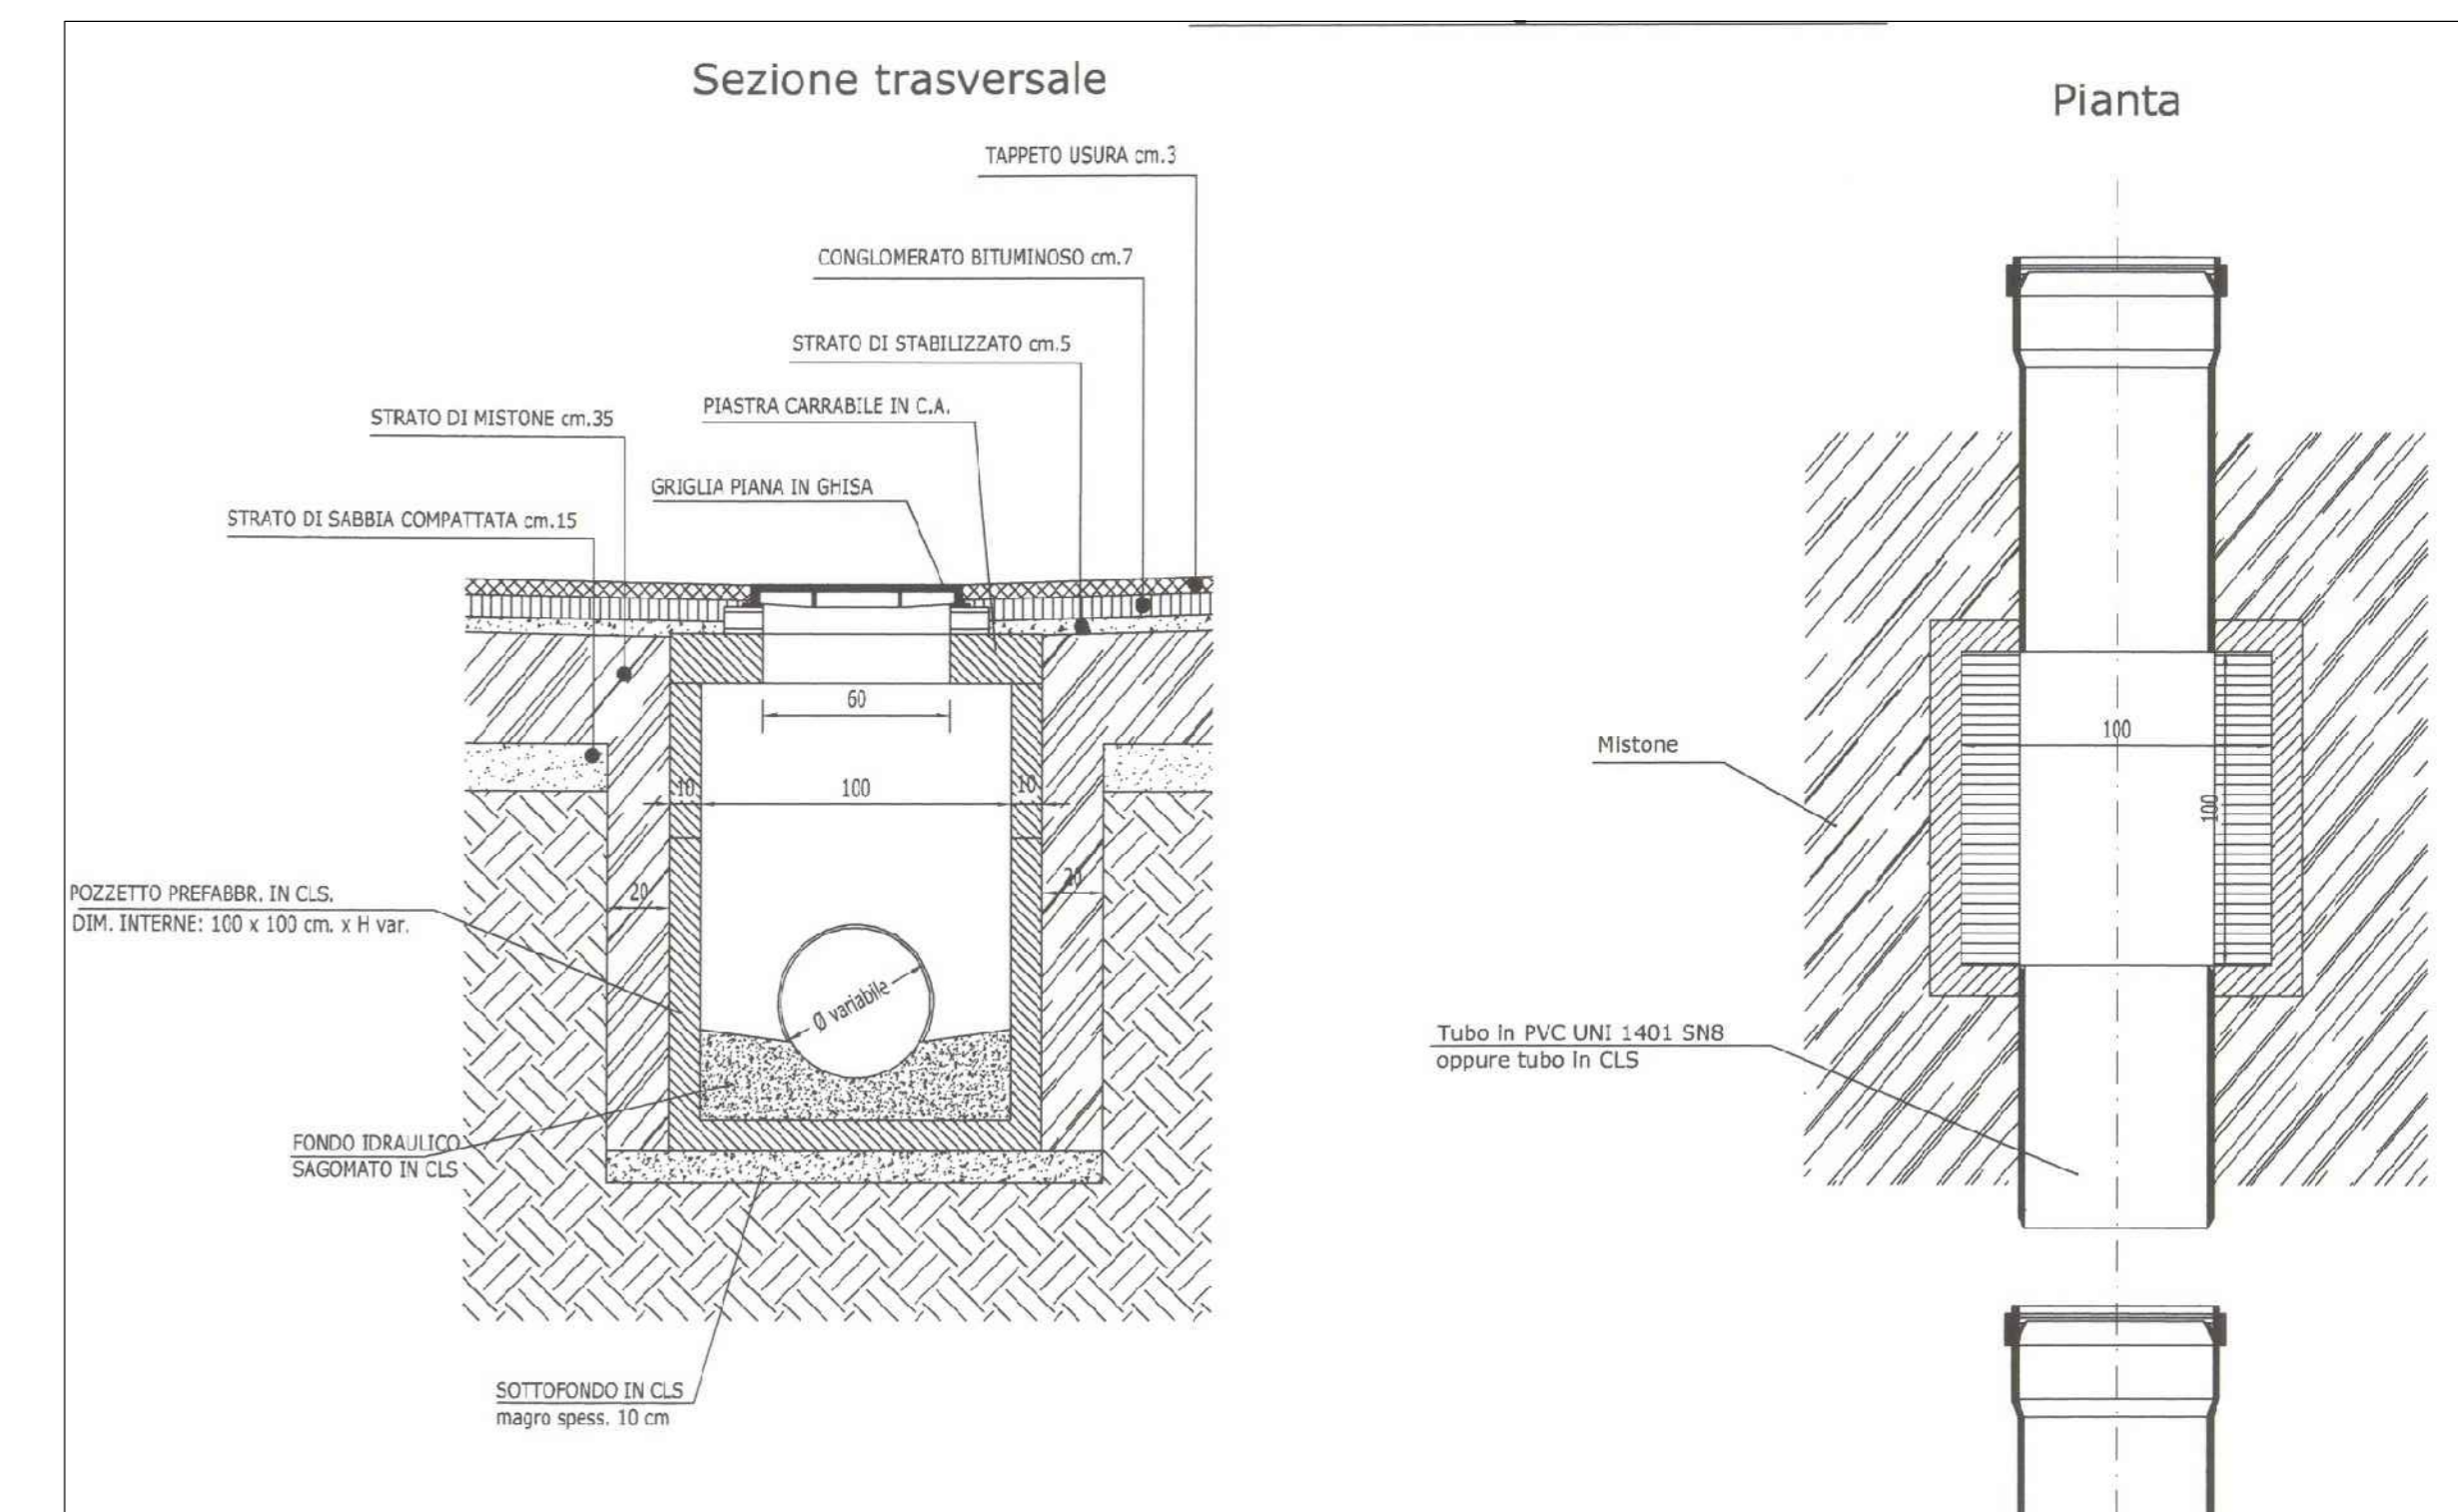 Sezione trasversale
Pianta
TAPPETO USURA cm.3
CONGLOMERATO BITUMINOSO cm.7
STRATO DI STABILIZZATO cm.5
PIASTRA CARRABILE IN C.A.
STRATO DI MISTONE cm.35
GRIGLIA PIANA IN GHISA
STRATO DI SABBIA COMPATTATA cm.15
60
10
100
10
20
20
POZZETTO PREFABBR. IN CLS.
DIM. INTERNE: 100 x 100 cm. x H var.
Ø variabile
FONDO IDRAULICO
SAGOMATO IN CLS
SOTTOFONDO IN CLS
magro spess. 10 cm
Mistone
100
100
Tubo in PVC UNI 1401 SN8
oppure tubo in CLS